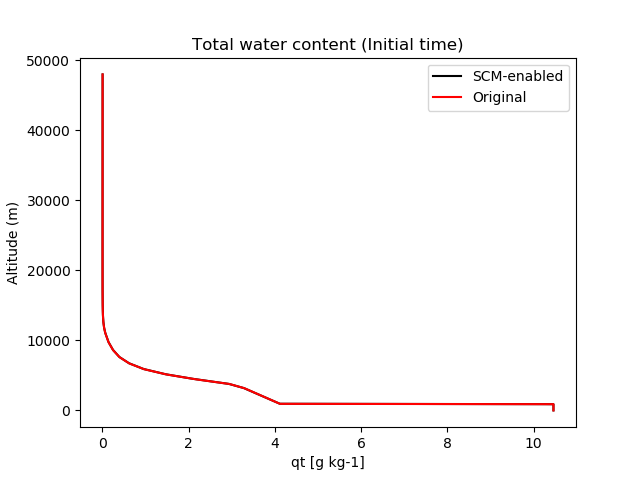 Total water content (Initial time)
SCM-enabled
Original
50000
40000
30000
20000
10000
0
Altitude (m)
0 2 4 6 8 10
qt [g kg-1]